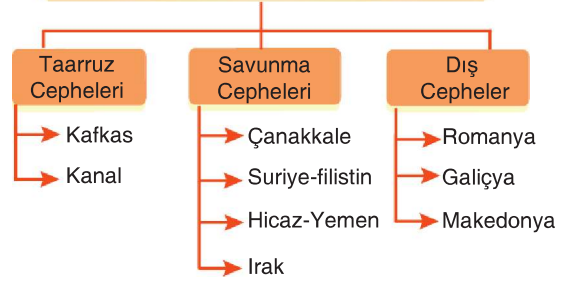 Taarruz
Cepheleri
Kafkas
Kanal
Savunma
Cepheleri
Çanakkale
Suriye-filistin
Hicaz-Yemen
Irak
Dış
Cepheler
Romanya
Galiçya
Makedonya